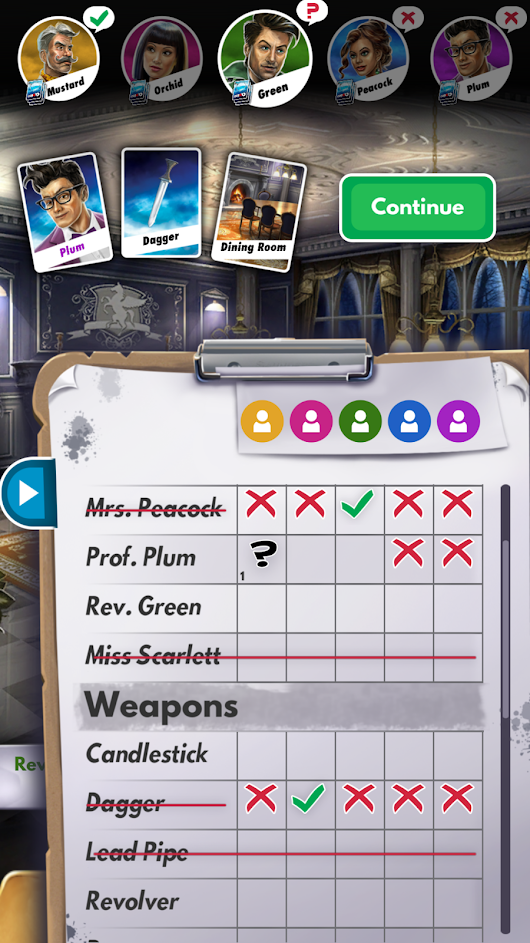 Mustard
Orchid
Green
Peacock
Plum
?
Plum
Dagger
Dining Room
Continue
Mrs. Peacock
Prof. Plum
?
1
Rev. Green
Miss Scarlett
Weapons
Rev
Candlestick
Dagger
Lead Pipe
Revolver